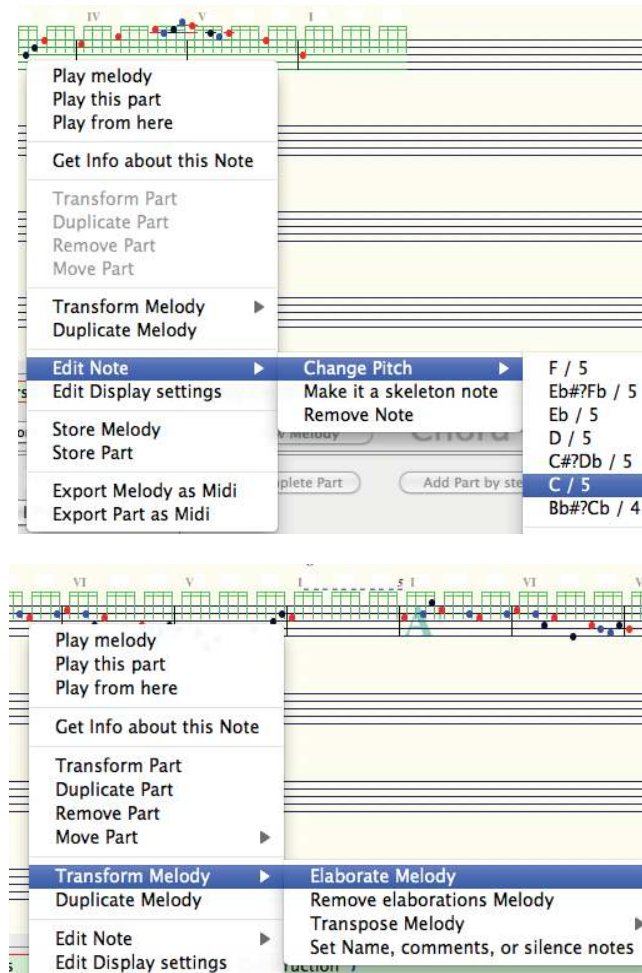 IV V I
Play melody
Play this part
Play from here
Get Info about this Note
Transform Part
Duplicate Part
Remove Part
Move Part
Transform Melody
Duplicate Melody
Edit Note
Edit Display settings
Store Melody
Store Part
Export Melody as Midi
Export Part as Midi
Change Pitch
Make it a skeleton note
Remove Note
Melody
Chord
Part
Add Part by ste
F / 5
Eb#?Fb / 5
Eb / 5
D / 5
C#?Db / 5
C / 5
Bb#?Cb / 4
VI V I 5 I VI V
A
Play melody
Play this part
Play from here
Get Info about this Note
Transform Part
Duplicate Part
Remove Part
Move Part
Transform Melody
Duplicate Melody
Edit Note
Edit Display settings
Elaborate Melody
Remove elaborations Melody
Transpose Melody
Set Name, comments, or silence notes